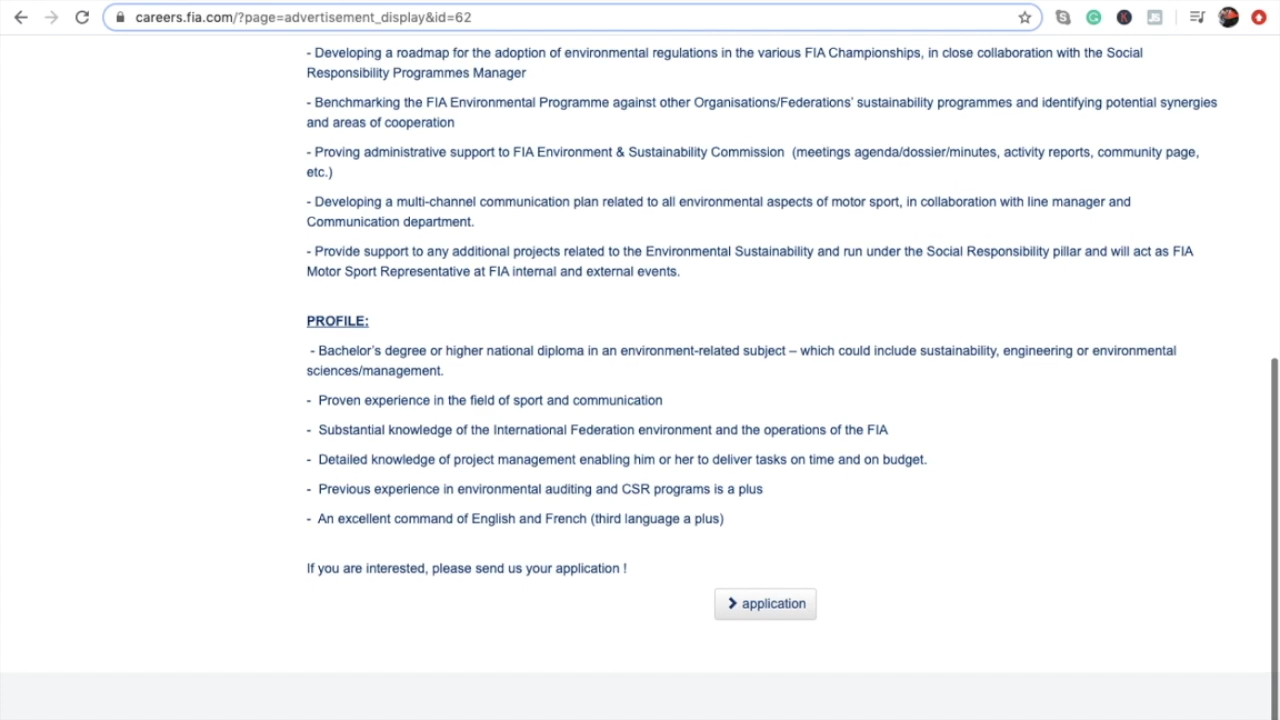 careers.fia.com/?page=advertisement_display&id=62
- Developing a roadmap for the adoption of environmental regulations in the various FIA Championships, in close collaboration with the Social
Responsibility Programmes Manager
- Benchmarking the FIA Environmental Programme against other Organisations/Federations' sustainability programmes and identifying potential synergies
and areas of cooperation
- Proving administrative support to FIA Environment & Sustainability Commission (meetings agenda/dossier/minutes, activity reports, community page,
etc.)
- Developing a multi-channel communication plan related to all environmental aspects of motor sport, in collaboration with line manager and
Communication department.
- Provide support to any additional projects related to the Environmental Sustainability and run under the Social Responsibility pillar and will act as FIA
Motor Sport Representative at FIA internal and external events.
PROFILE:
- Bachelor's degree or higher national diploma in an environment-related subject – which could include sustainability, engineering or environmental
sciences/management.
- Proven experience in the field of sport and communication
- Substantial knowledge of the International Federation environment and the operations of the FIA
- Detailed knowledge of project management enabling him or her to deliver tasks on time and on budget.
- Previous experience in environmental auditing and CSR programs is a plus
- An excellent command of English and French (third language a plus)
If you are interested, please send us your application !
application